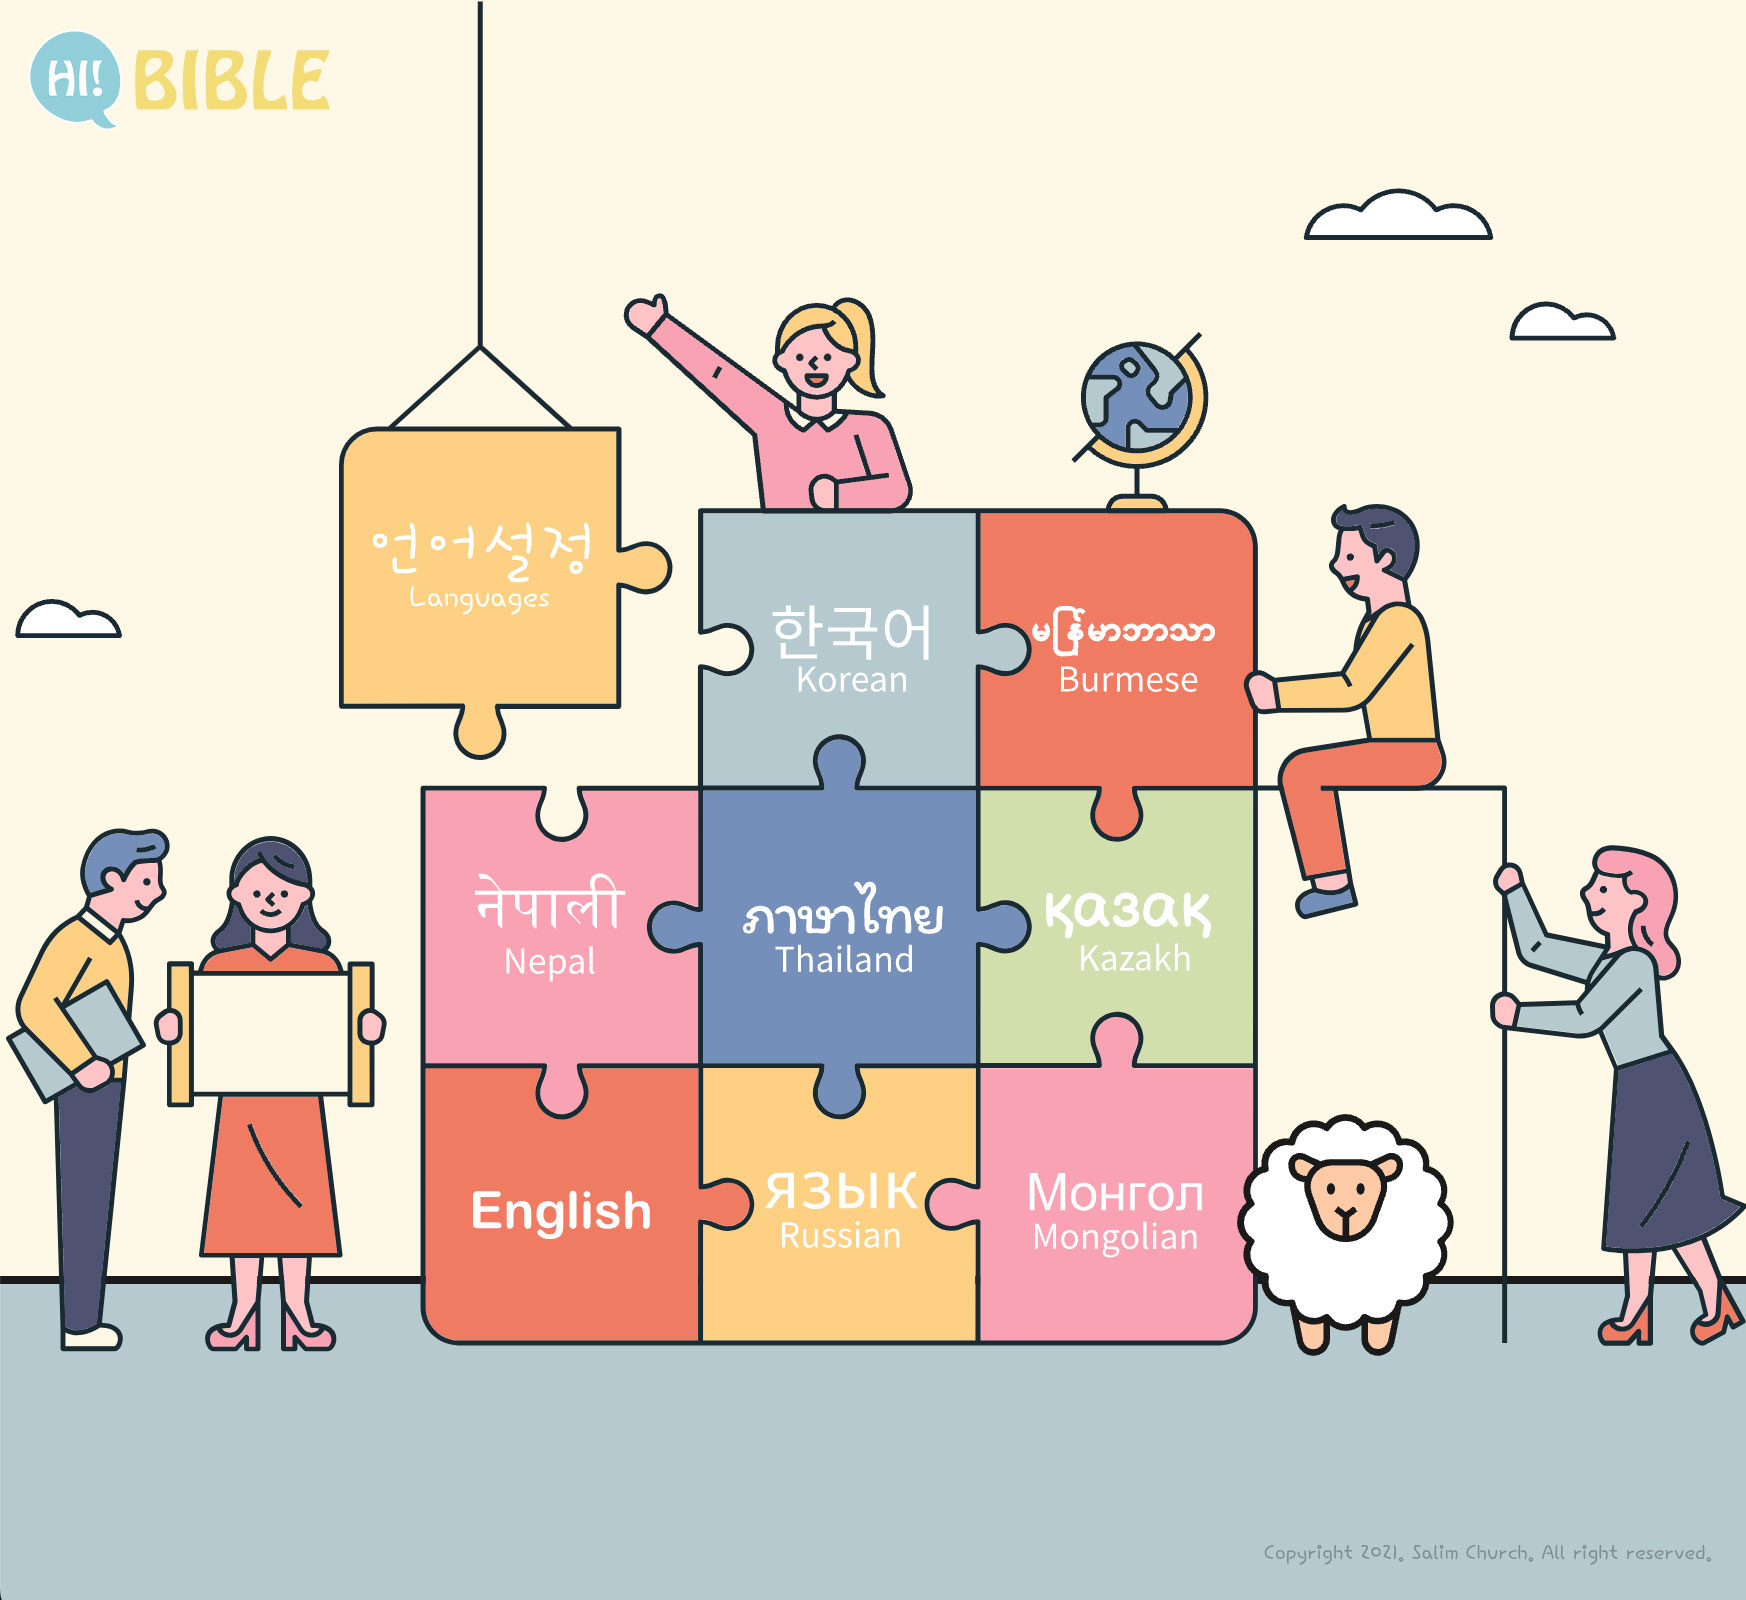 HI! BIBLE
언어설정
Languages
한국어
Korean
မြန်မာဘာသာ
Burmese
नेपाली
Nepal
ภาษาไทย
Thailand
қазақ
Kazakh
English
язык
Russian
Монгол
Mongolian
Copyright 2021. Salim Church. All right reserved.